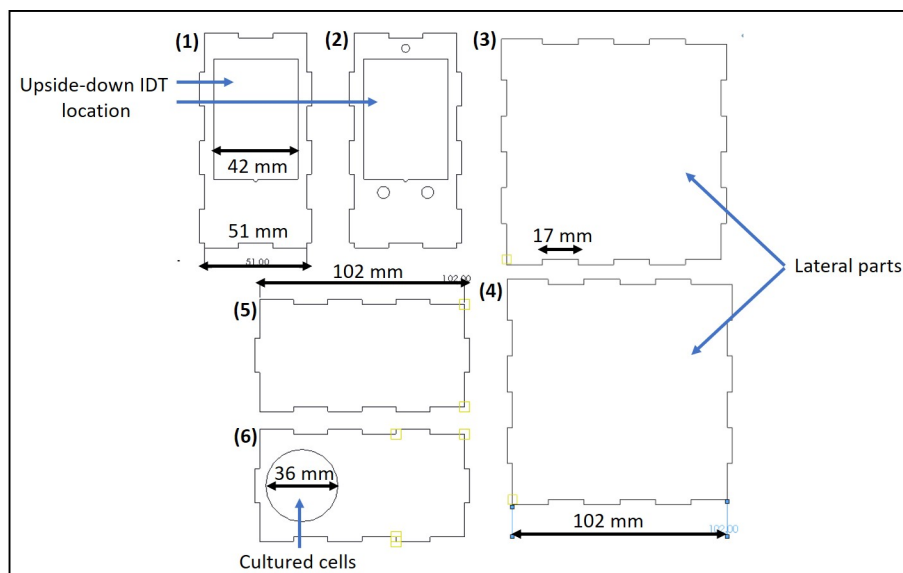 (1)
(2)
(3)
Upside-down IDT
location
42 mm
51 mm
51.00
17 mm
Lateral parts
102 mm
102.00
(4)
(5)
(6)
36 mm
Cultured cells
102 mm
102.00